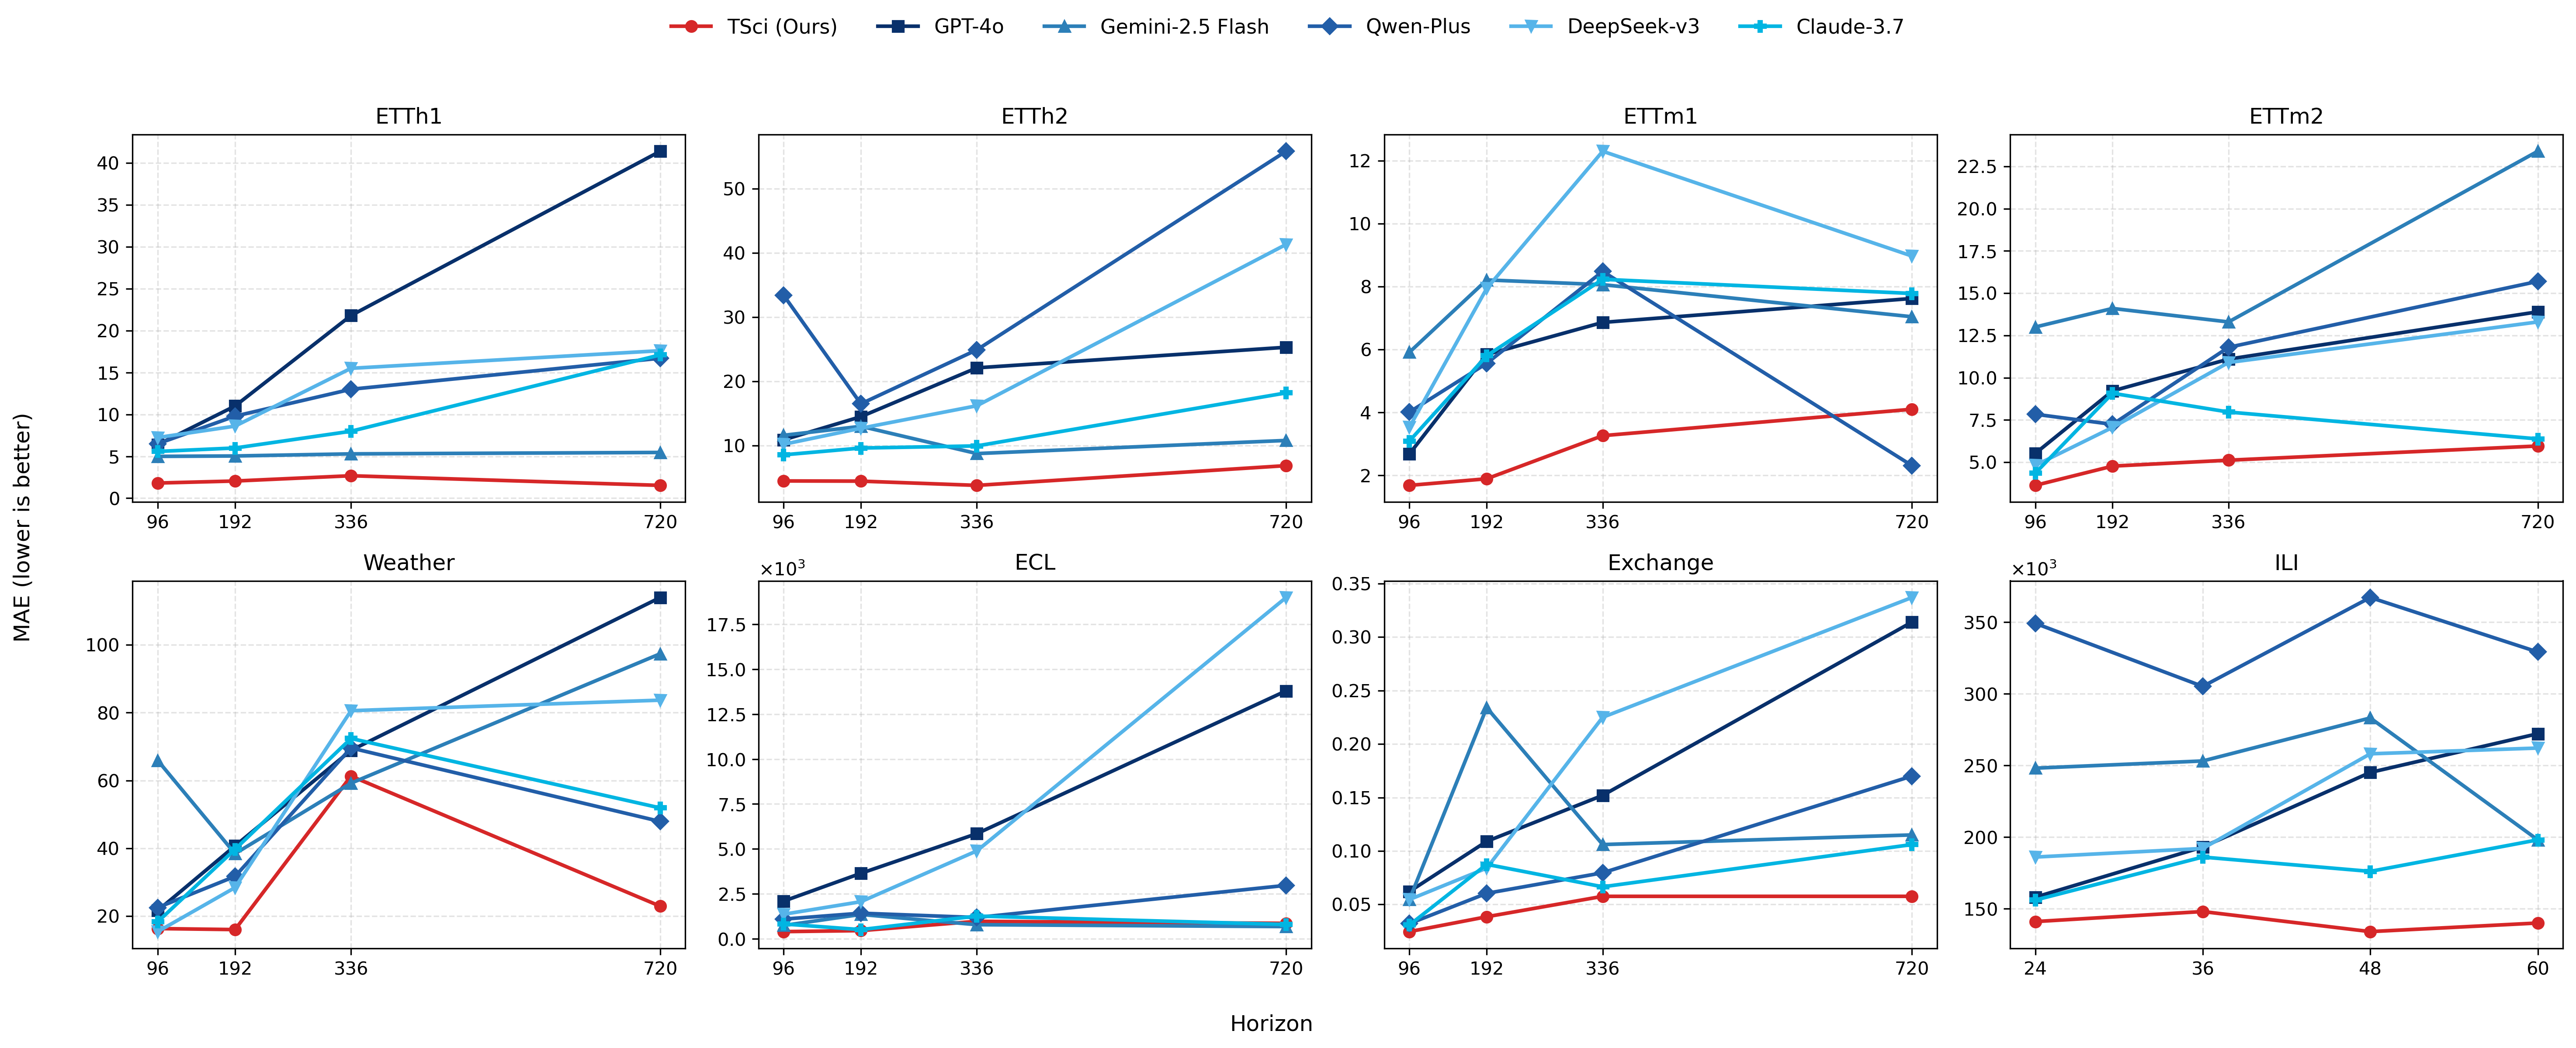 TSci (Ours) GPT-4o Gemini-2.5 Flash Qwen-Plus DeepSeek-v3 Claude-3.7
MAE (lower is better)
ETTh1
40
35
30
25
20
15
10
5
0
96 192 336 720
ETTh2
50
40
30
20
10
96 192 336 720
ETTm1
12
10
8
6
4
2
96 192 336 720
ETTm2
22.5
20.0
17.5
15.0
12.5
10.0
7.5
5.0
96 192 336 720
Weather
100
80
60
40
20
96 192 336 720
ECL
×10³
17.5
15.0
12.5
10.0
7.5
5.0
2.5
0.0
96 192 336 720
Exchange
0.35
0.30
0.25
0.20
0.15
0.10
0.05
96 192 336 720
ILI
×10³
350
300
250
200
150
24 36 48 60
Horizon